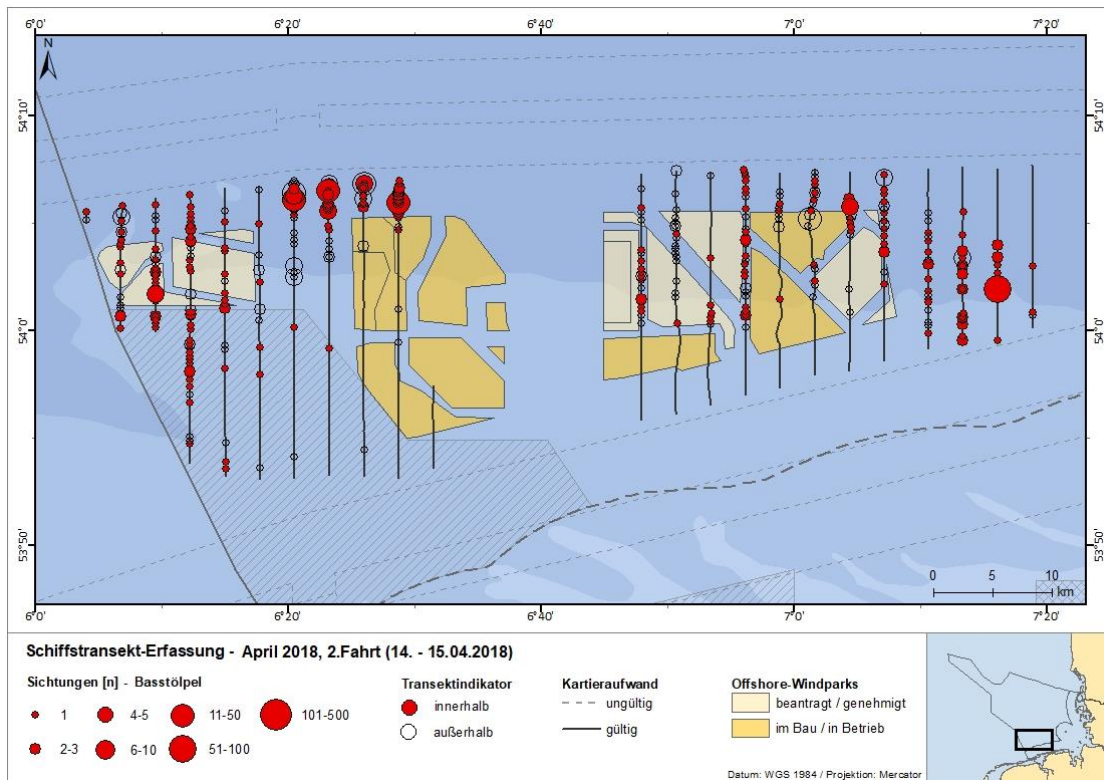 6°0' 6°20' 6°40' 7°0' 7°20'
N
54°10' 54°10'
54°0' 54°0'
53°50' 53°50'
0 5 10
km
6°0' 6°20' 6°40' 7°0' 7°20'
Schiffstransekt-Erfassung - April 2018, 2.Fahrt (14. - 15.04.2018)
Sichtungen [n] - Basstölpel
1
4-5
11-50
101-500
2-3
6-10
51-100
Transektindikator
innerhalb
außerhalb
Kartieraufwand
ungültig
gültig
Offshore-Windparks
beantragt / genehmigt
im Bau / in Betrieb
Datum: WGS 1984 / Projektion: Mercator